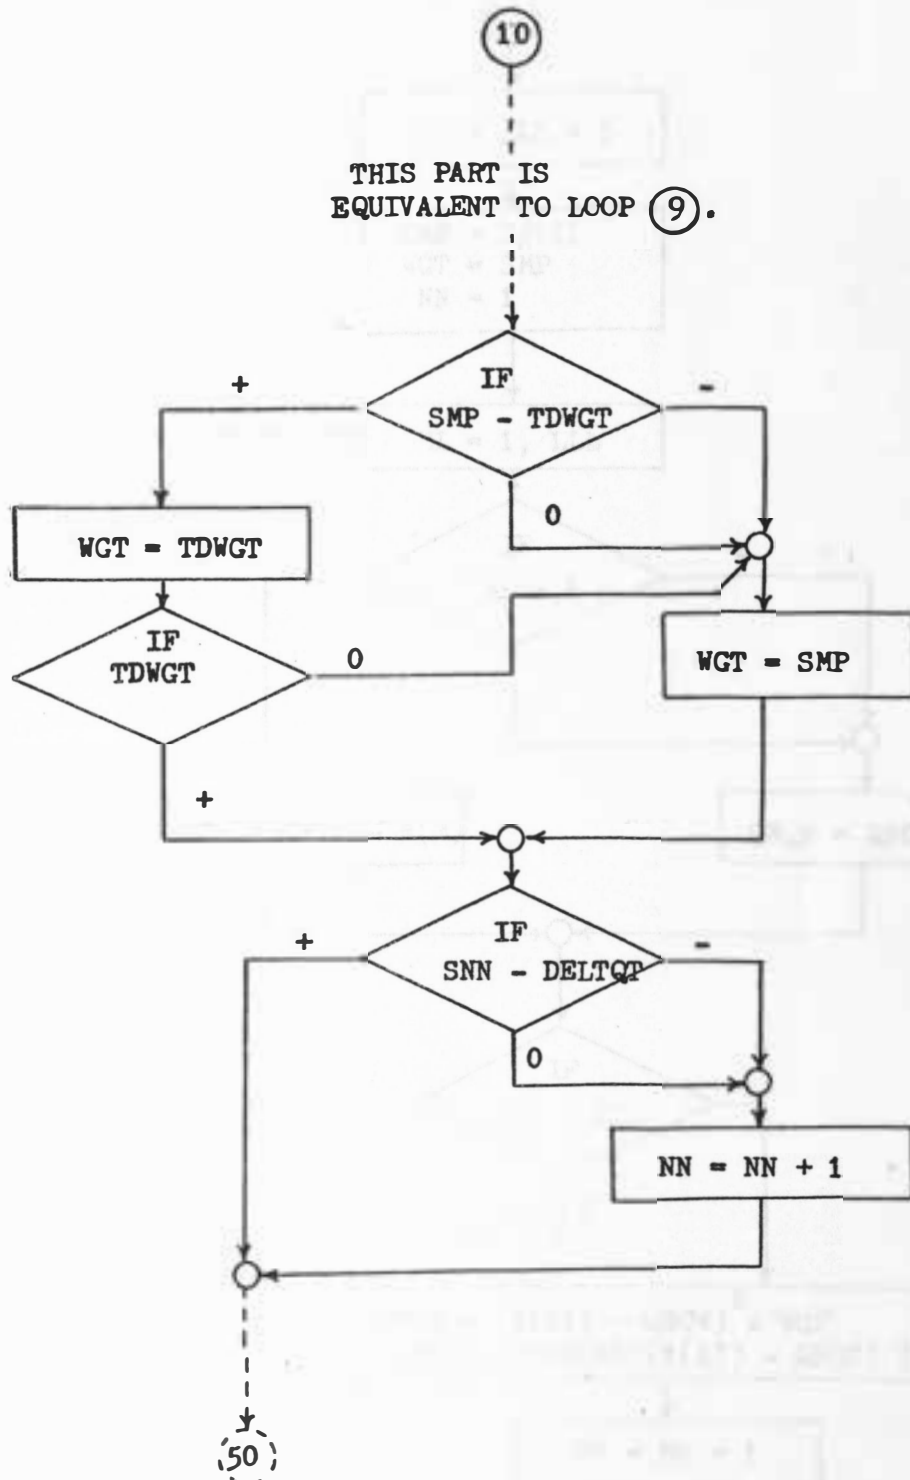 10
THIS PART IS
EQUIVALENT TO LOOP 9.
+
IF
-
SMP - TDWGT
0
WGT = TDWGT
IF
TDWGT
0
WGT = SMP
+
+
IF
-
SNN - DELTQT
0
NN = NN + 1
50